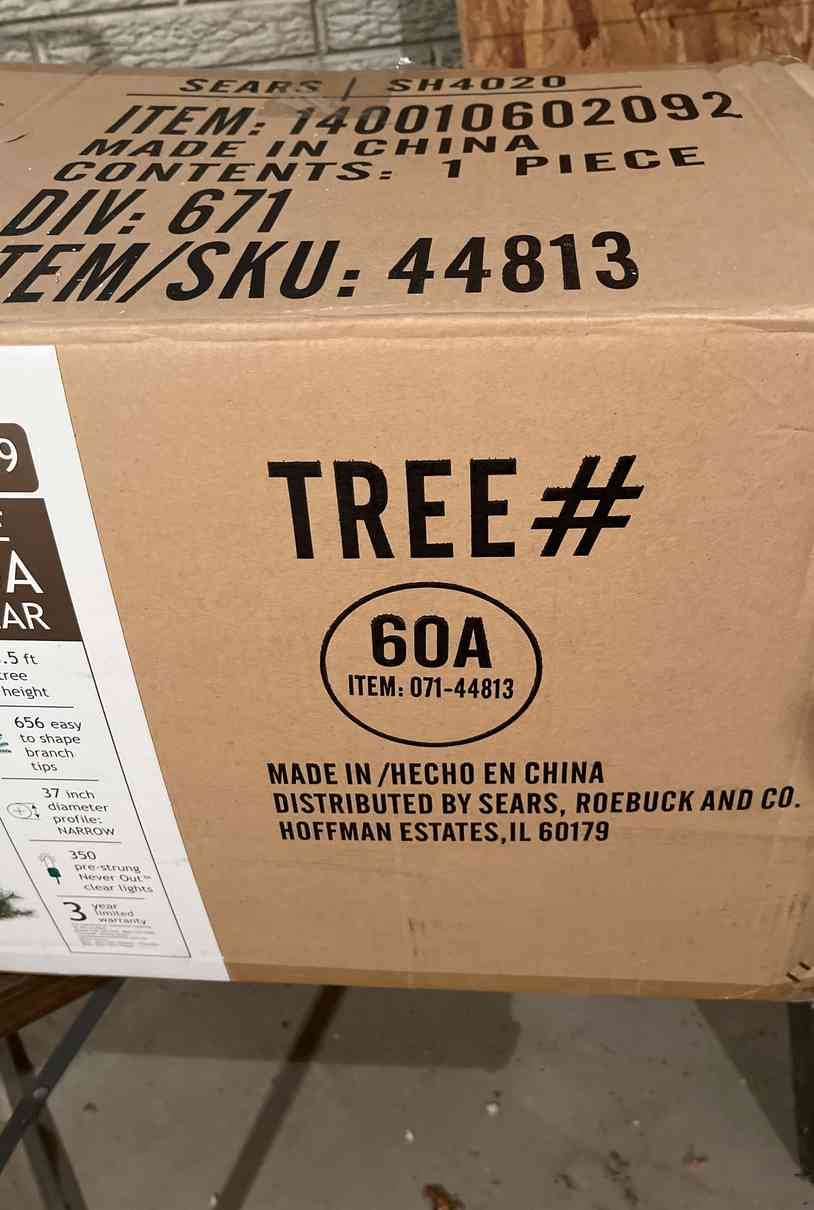 SEARS | SH4020
ITEM: 140010602092
MADE IN CHINA
CONTENTS: 1 PIECE
DIV: 671
TEM/SKU: 44813
9
E
A
AR
.5 ft
tree
height
656 easy
to shape
branch
tips
37 inch
diameter
profile:
NARROW
350
pre-strung
Never Out™
clear lights
3 year
limited
warranty
TREE#
60A
ITEM: 071-44813
MADE IN/HECHO EN CHINA
DISTRIBUTED BY SEARS, ROEBUCK AND CO.
HOFFMAN ESTATES,IL 60179